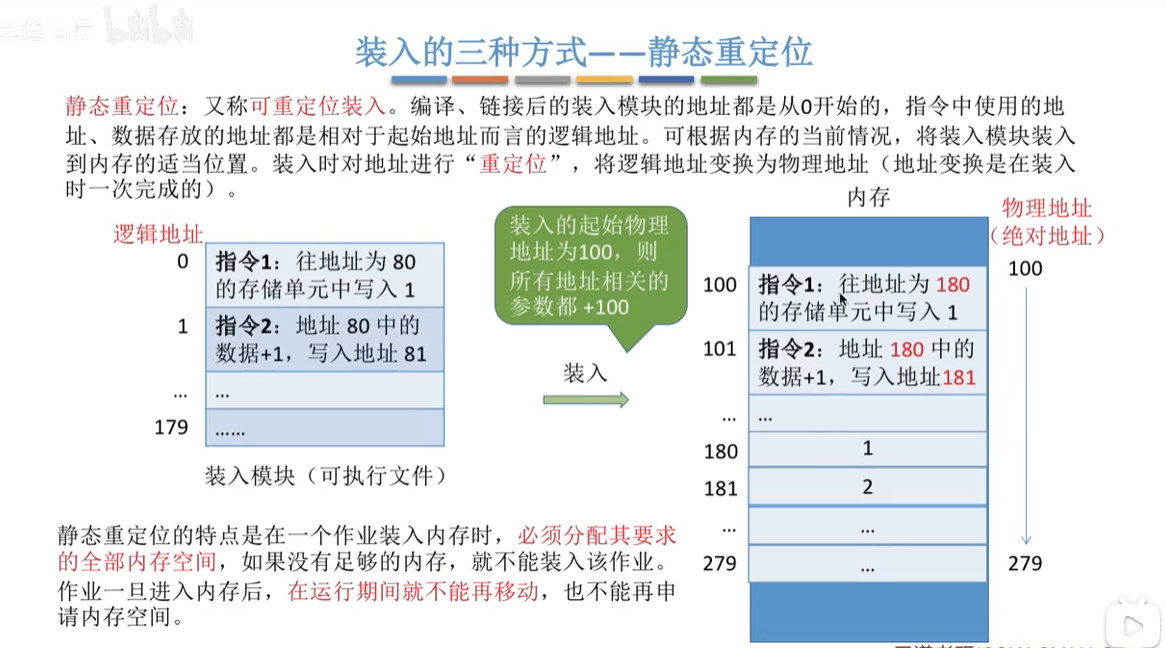 bilibili
装入的三种方式——静态重定位
静态重定位：又称可重定位装入。编译、链接后的装入模块的地址都是从0开始的，指令中使用的地
址、数据存放的地址都是相对于起始地址而言的逻辑地址。可根据内存的当前情况，将装入模块装入
到内存的适当位置。装入时对地址进行“重定位”，将逻辑地址变换为物理地址（地址变换是在装入
时一次完成的）。
逻辑地址
0
指令1：往地址为 80
的存储单元中写入 1
1
指令2：地址 80 中的
数据+1，写入地址 81
...
...
179
......
装入模块（可执行文件）
装入的起始物理
地址为100，则
所有地址相关的
参数都 +100
装入
内存
物理地址
（绝对地址）
100
指令1：往地址为 180
的存储单元中写入 1
101
指令2：地址 180 中的
数据+1，写入地址181
...
...
180
1
181
2
...
...
279
...
100
279
静态重定位的特点是在一个作业装入内存时，必须分配其要求
的全部内存空间，如果没有足够的内存，就不能装入该作业。
作业一旦进入内存后，在运行期间就不能再移动，也不能再申
请内存空间。